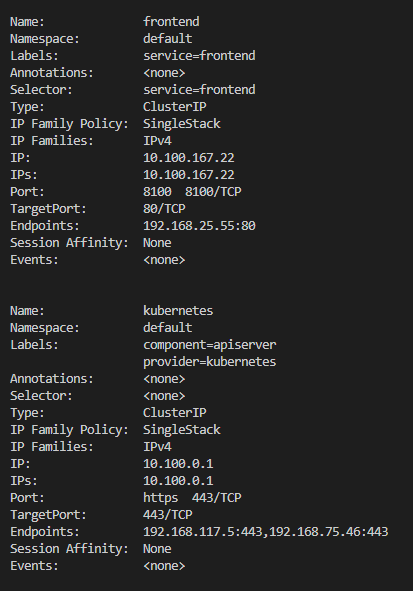 Name:              frontend
Namespace:         default
Labels:            service=frontend
Annotations:       <none>
Selector:          service=frontend
Type:              ClusterIP
IP Family Policy:  SingleStack
IP Families:       IPv4
IP:                10.100.167.22
IPs:               10.100.167.22
Port:              8100  8100/TCP
TargetPort:        80/TCP
Endpoints:         192.168.25.55:80
Session Affinity:  None
Events:            <none>

Name:              kubernetes
Namespace:         default
Labels:            component=apiserver
                   provider=kubernetes
Annotations:       <none>
Selector:          <none>
Type:              ClusterIP
IP Family Policy:  SingleStack
IP Families:       IPv4
IP:                10.100.0.1
IPs:               10.100.0.1
Port:              https  443/TCP
TargetPort:        443/TCP
Endpoints:         192.168.117.5:443,192.168.75.46:443
Session Affinity:  None
Events:            <none>